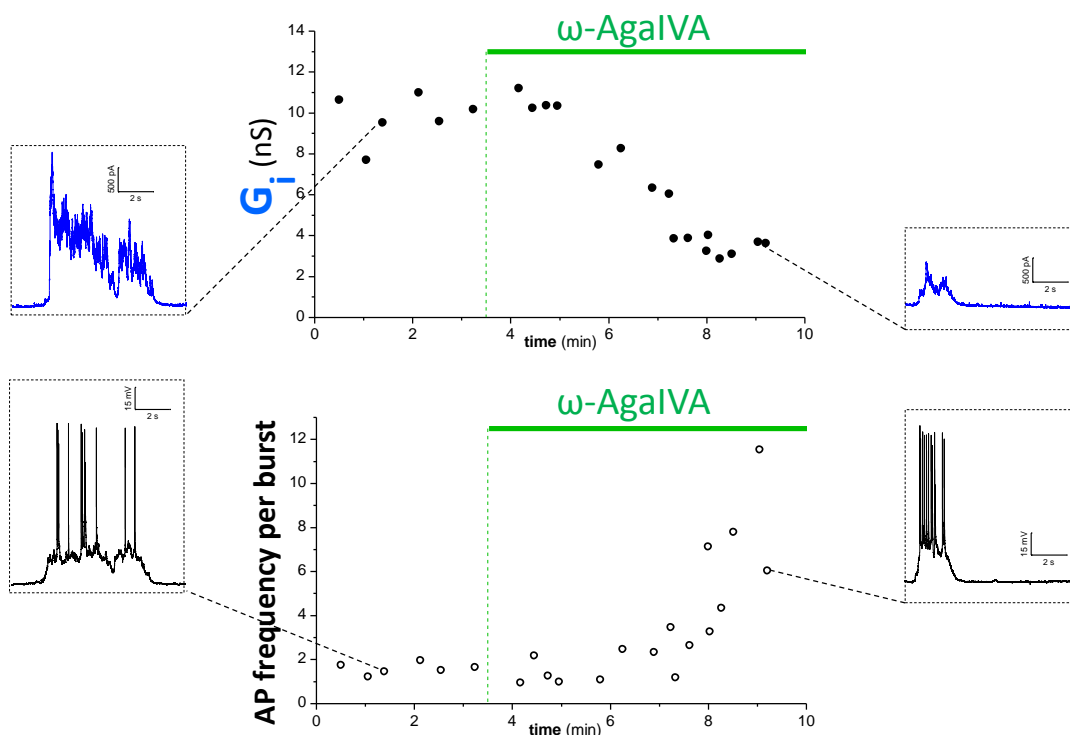 ω-AgaIVA
14
12
10
8
6
4
2
0
Gi (nS)
0 2 4 6 8 10
time (min)
500 pA
2 s
500 pA
2 s
ω-AgaIVA
12
10
8
6
4
2
0
AP frequency per burst
0 2 4 6 8 10
time (min)
15 mV
2 s
15 mV
2 s